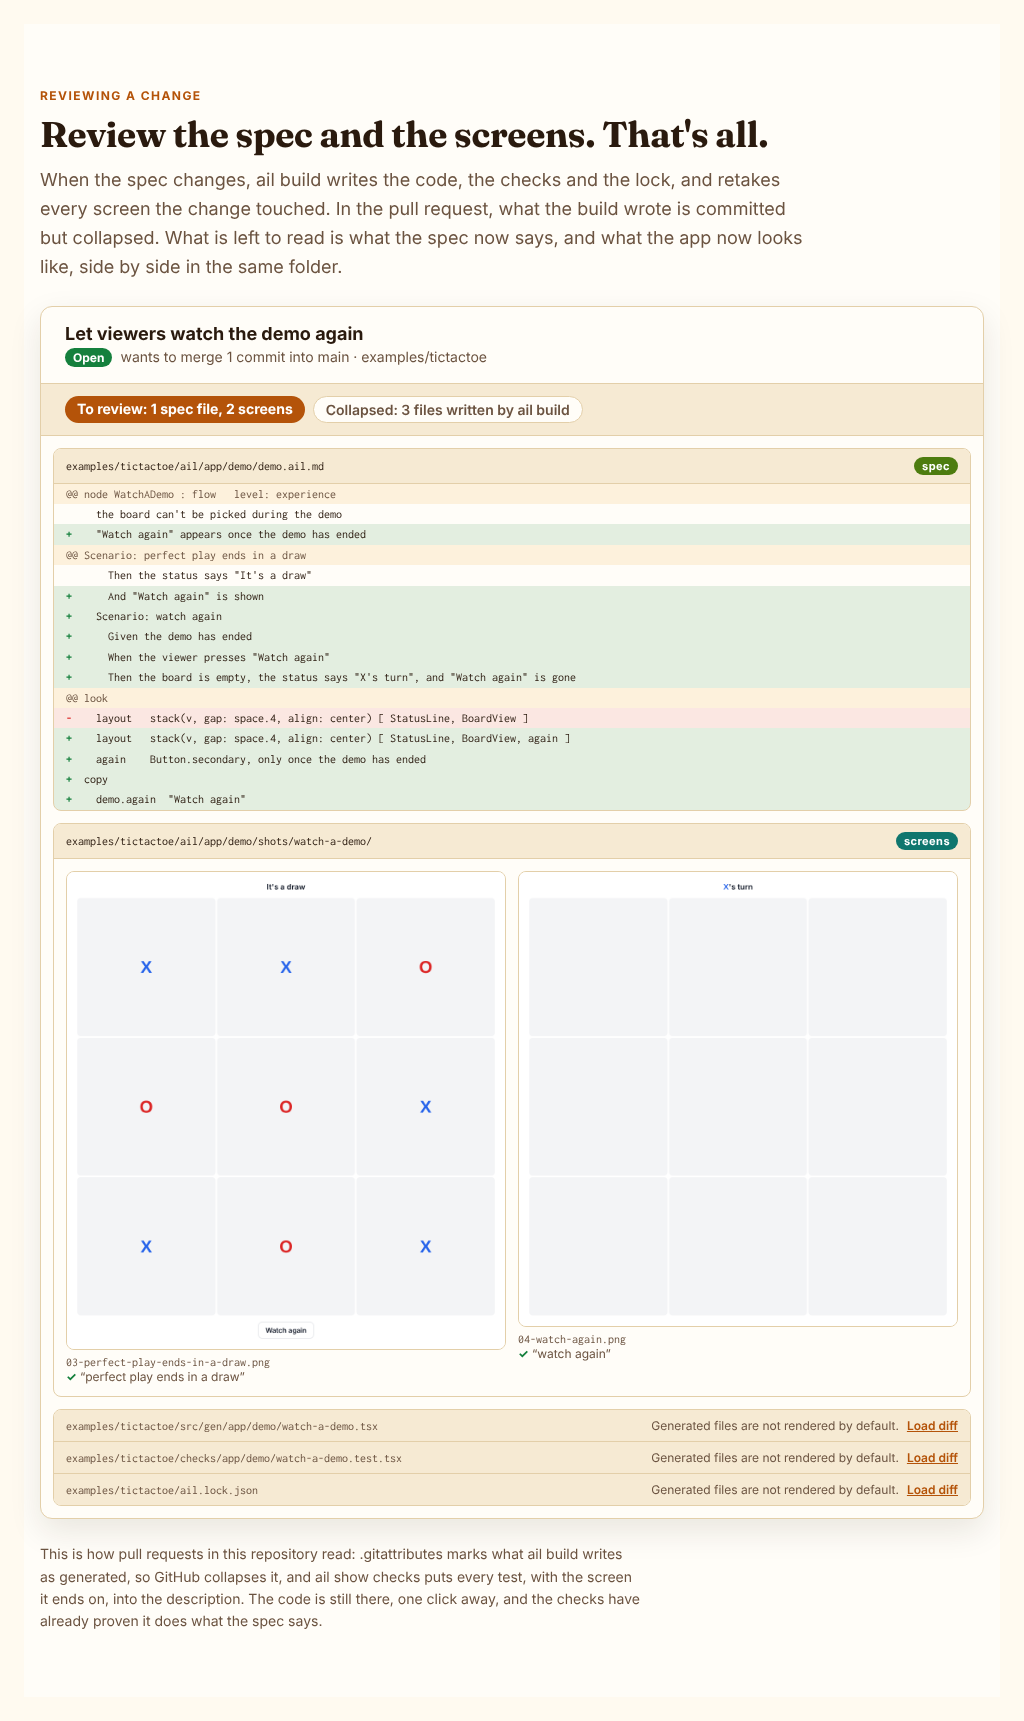 REVIEWING A CHANGE
Review the spec and the screens. That's all.
When the spec changes, ail build writes the code, the checks and the lock, and retakes
every screen the change touched. In the pull request, what the build wrote is committed
but collapsed. What is left to read is what the spec now says, and what the app now looks
like, side by side in the same folder.
Let viewers watch the demo again
Open wants to merge 1 commit into main · examples/tictactoe
To review: 1 spec file, 2 screens Collapsed: 3 files written by ail build
examples/tictactoe/ail/app/demo/demo.ail.md spec
@@ node WatchADemo : flow   level: experience
the board can't be picked during the demo
+ "Watch again" appears once the demo has ended
@@ Scenario: perfect play ends in a draw
Then the status says "It's a draw"
+ And "Watch again" is shown
+ Scenario: watch again
+ Given the demo has ended
+ When the viewer presses "Watch again"
+ Then the board is empty, the status says "X's turn", and "Watch again" is gone
@@ look
- layout   stack(v, gap: space.4, align: center) [ StatusLine, BoardView ]
+ layout   stack(v, gap: space.4, align: center) [ StatusLine, BoardView, again ]
+ again    Button.secondary, only once the demo has ended
+ copy
+ demo.again  "Watch again"
examples/tictactoe/ail/app/demo/shots/watch-a-demo/ screens
It's a draw
X X O
O O X
X O X
Watch again
03-perfect-play-ends-in-a-draw.png
✓ “perfect play ends in a draw”
X's turn
04-watch-again.png
✓ “watch again”
examples/tictactoe/src/gen/app/demo/watch-a-demo.tsx Generated files are not rendered by default. Load diff
examples/tictactoe/checks/app/demo/watch-a-demo.test.tsx Generated files are not rendered by default. Load diff
examples/tictactoe/ail.lock.json Generated files are not rendered by default. Load diff
This is how pull requests in this repository read: .gitattributes marks what ail build writes
as generated, so GitHub collapses it, and ail show checks puts every test, with the screen
it ends on, into the description. The code is still there, one click away, and the checks have
already proven it does what the spec says.